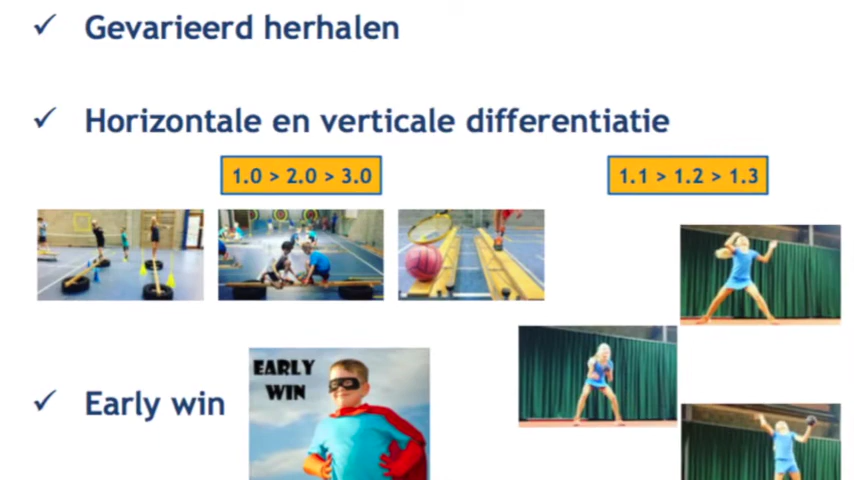 ✓ Gevarieerd herhalen
✓ Horizontale en verticale differentiatie
1.0 > 2.0 > 3.0
1.1 > 1.2 > 1.3
✓ Early win
EARLY
WIN